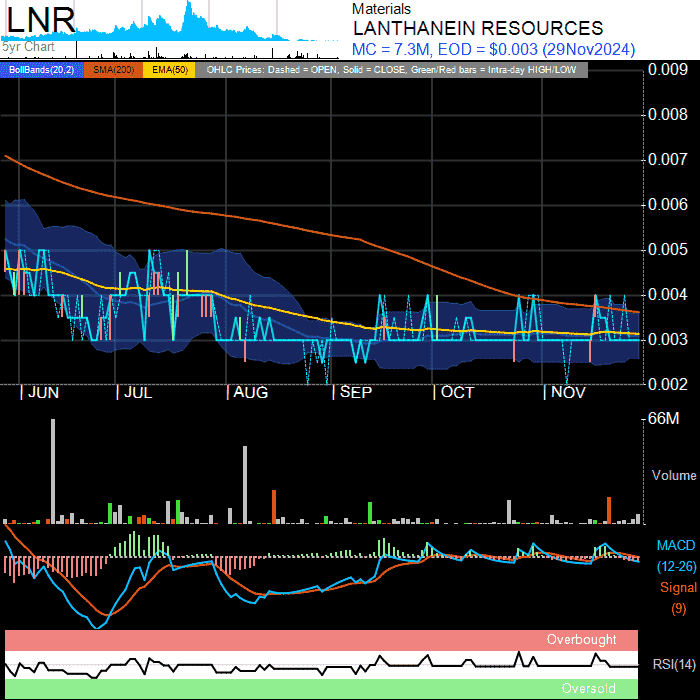 LNR
5yr Chart
Materials
LANTHANEIN RESOURCES
MC = 7.3M, EOD = $0.003 (29Nov2024)
BollBands(20,2) SMA(200) EMA(50) OHLC Prices: Dashed = OPEN, Solid = CLOSE, Green/Red bars = Intra-day HIGH/LOW
0.009
0.008
0.007
0.006
0.005
0.004
0.003
0.002
| JUN | JUL | AUG | SEP | OCT | NOV
66M
Volume
MACD
(12-26)
Signal
(9)
Overbought
RSI(14)
Oversold